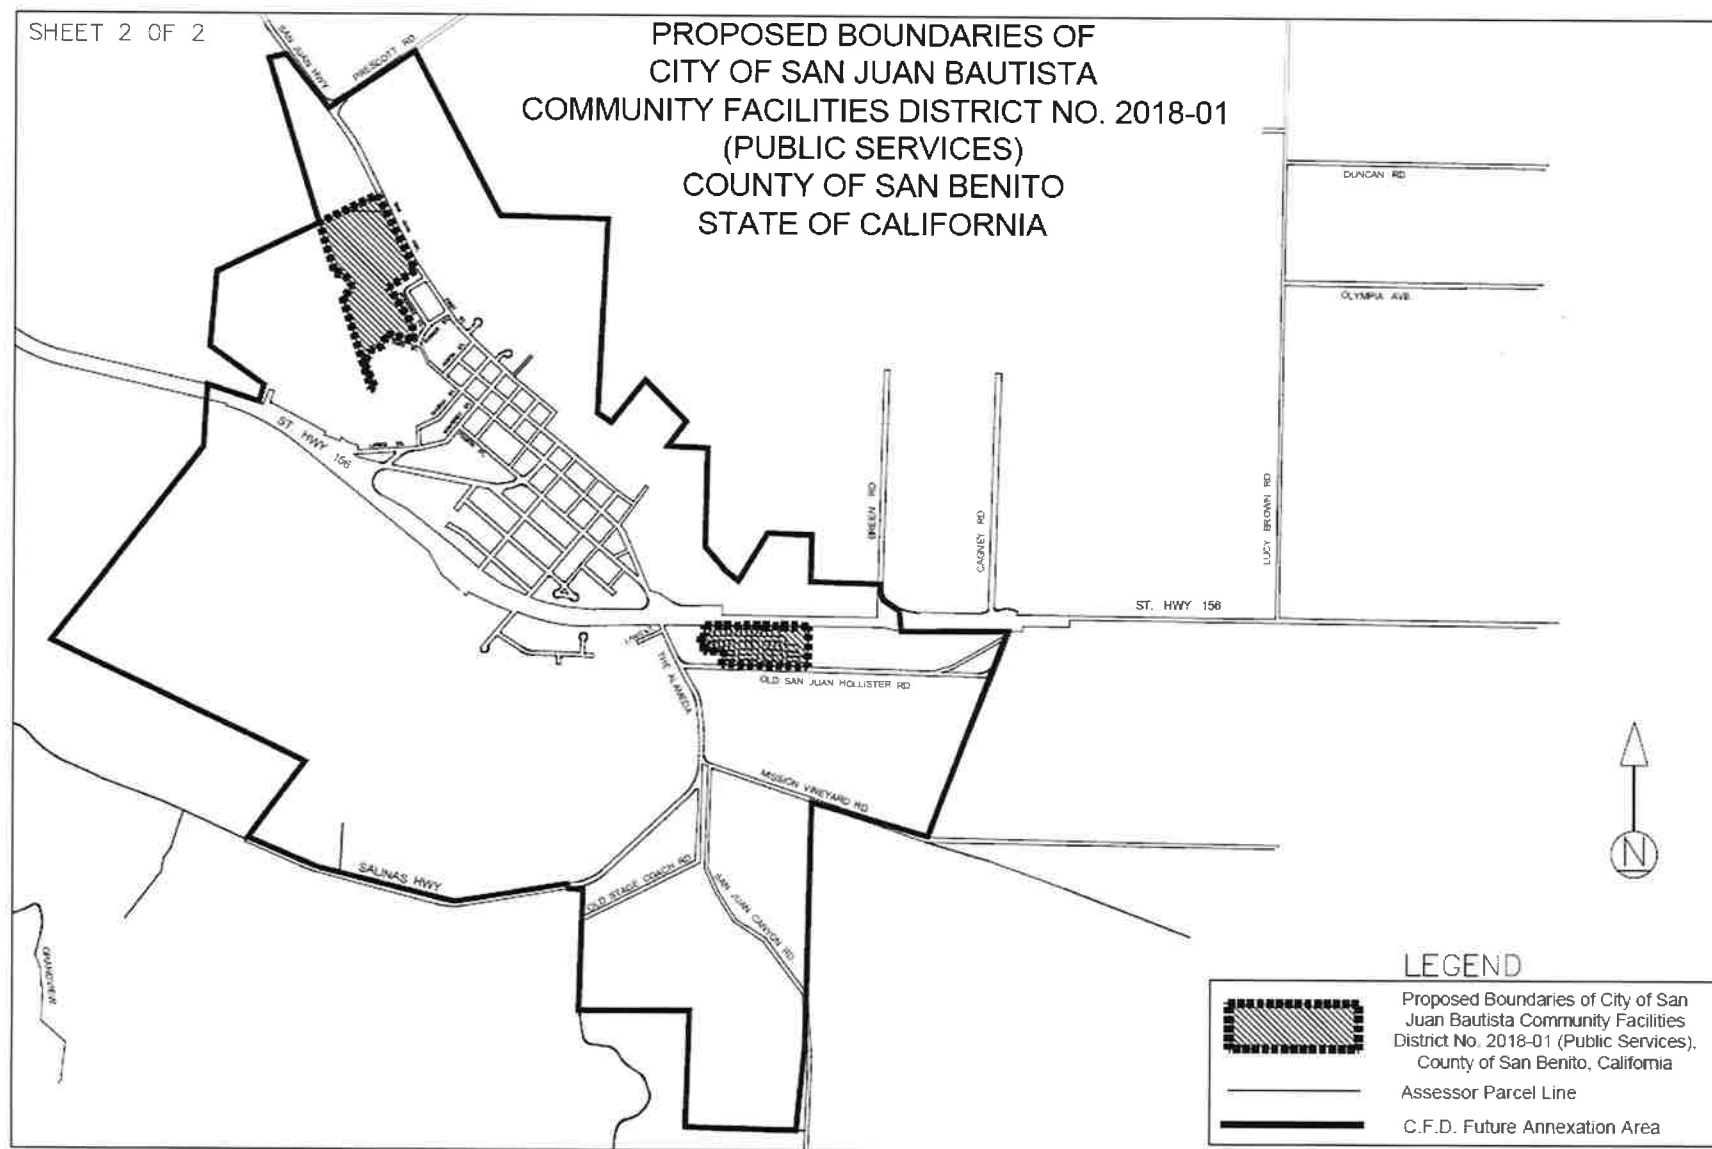 SHEET 2 OF 2
PROPOSED BOUNDARIES OF
CITY OF SAN JUAN BAUTISTA
COMMUNITY FACILITIES DISTRICT NO. 2018-01
(PUBLIC SERVICES)
COUNTY OF SAN BENITO
STATE OF CALIFORNIA
SAN JUAN HWY
PRESCOTT RD
DUNCAN RD
OLYMPIA AVE.
ST. HWY 156
BREEN RD
CAGNEY RD
LUCY BROWN RD
ST. HWY 156
THE ALAMEDA
OLD SAN JUAN HOLLISTER RD
MISSION VINEYARD RD
SALINAS HWY
OLD STAGE COACH RD
SAN JUAN CANYON RD.
GRANDVIEW
N
LEGEND
Proposed Boundaries of City of San
Juan Bautista Community Facilities
District No. 2018-01 (Public Services),
County of San Benito, California
Assessor Parcel Line
C.F.D. Future Annexation Area